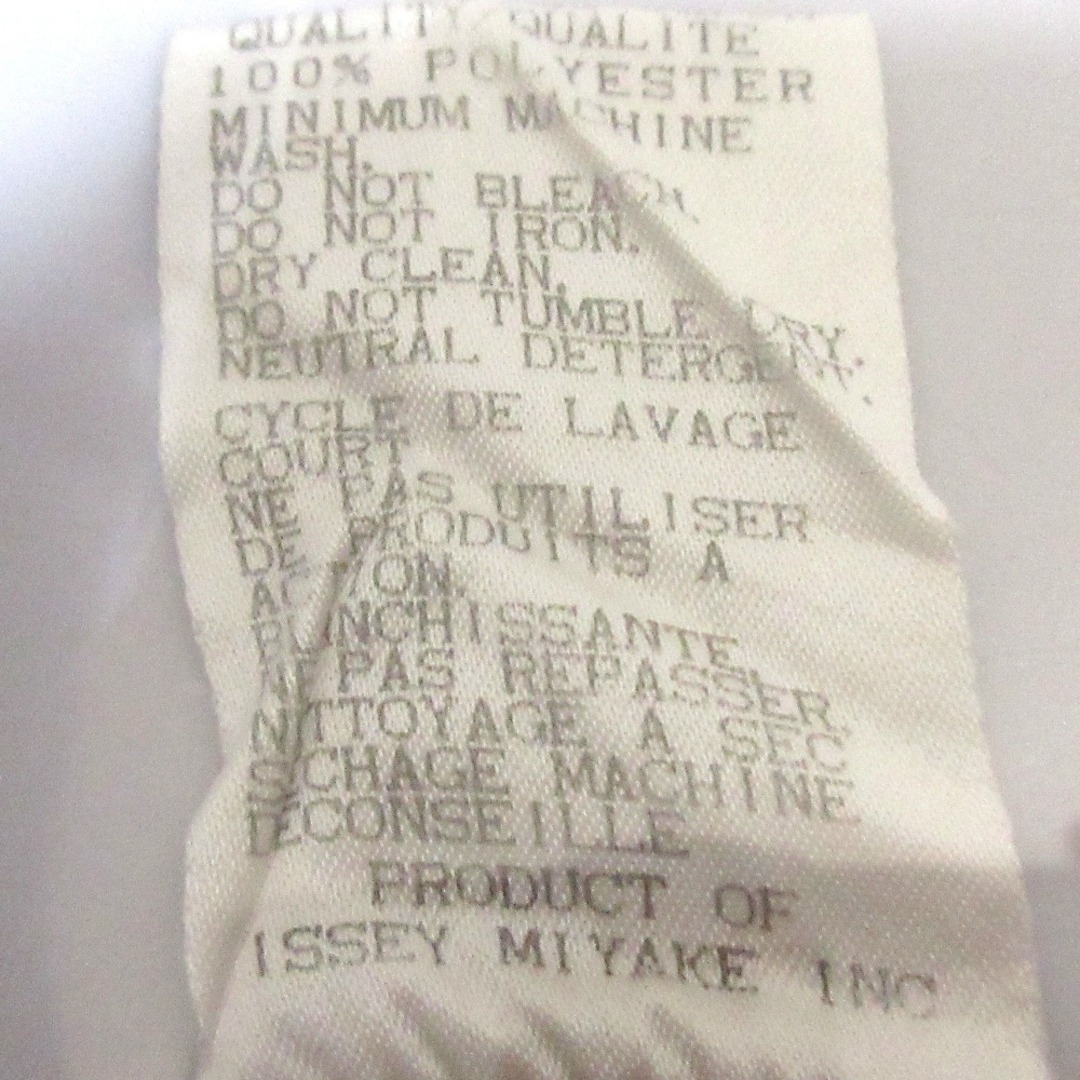 QUALITY QUALITE
100% POLYESTER
MINIMUM MACHINE
WASH.
DO NOT BLEACH.
DO NOT IRON.
DRY CLEAN.
DO NOT TUMBLE DRY.
NEUTRAL DETERGENT.
CYCLE DE LAVAGE
COURT
NE PAS UTILISER
DE PRODUITS A
ACTION
BLANCHISSANTE
NE PAS REPASSER.
NETTOYAGE A SEC
SECHAGE MACHINE
DECONSEILLE
PRODUCT OF
ISSEY MIYAKE INC